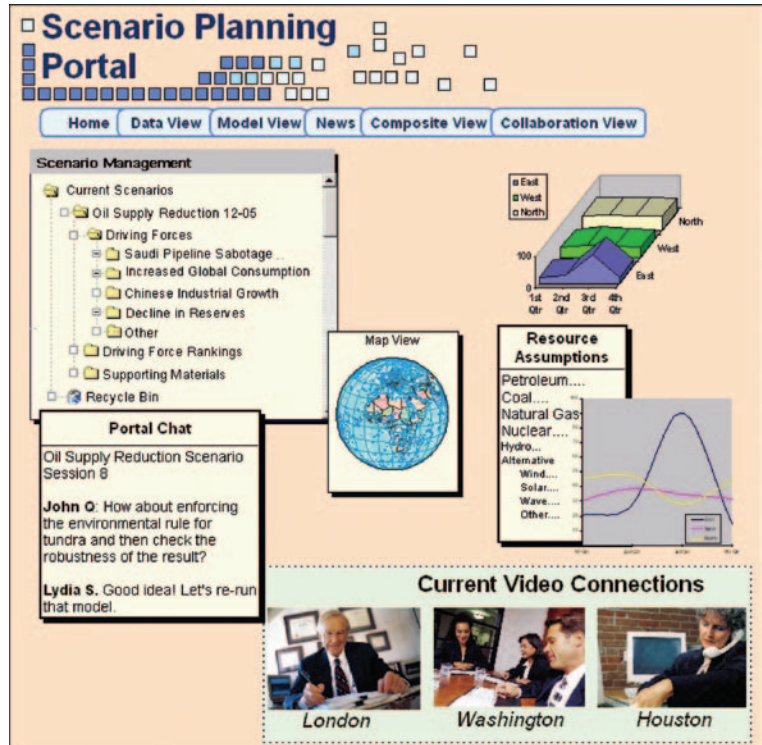 Scenario Planning
Portal
Home Data View Model View News Composite View Collaboration View
Scenario Management
Current Scenarios
Oil Supply Reduction 12-05
Driving Forces
Saudi Pipeline Sabotage ..
Increased Global Consumption
Chinese Industrial Growth
Decline in Reserves
Other
Driving Force Rankings
Supporting Materials
Recycle Bin
Portal Chat
Oil Supply Reduction Scenario
Session 8
John Q: How about enforcing
the environmental rule for
tundra and then check the
robustness of the result?
Lydia S. Good idea! Let's re-run
that model.
Map View
East
West
North
North
West
East
100
0
1st 2nd 3rd 4th
Qtr Qtr Qtr Qtr
Resource
Assumptions
Petroleum....
Coal....
Natural Gas
Nuclear....
Hydro...
Alternative
Wind....
Solar....
Wave....
Other....
Current Video Connections
London Washington Houston